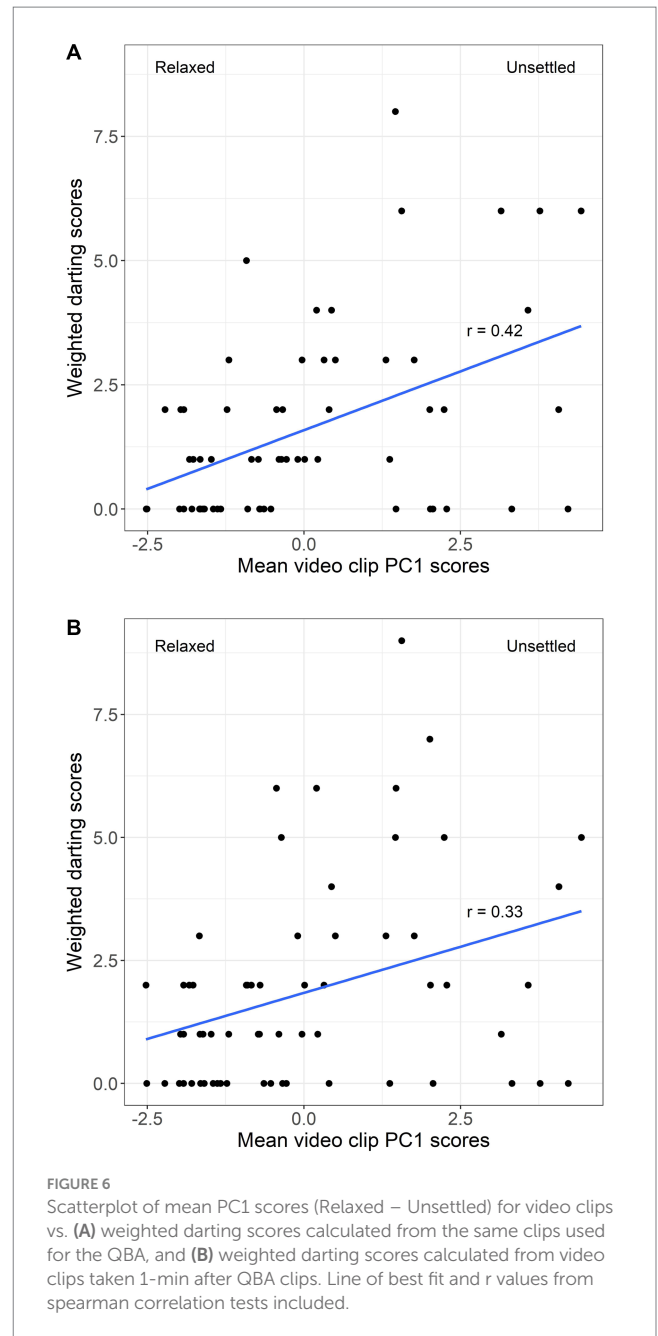 A
Relaxed
Unsettled
7.5
5.0
2.5
0.0
Weighted darting scores
r = 0.42
-2.5
0.0
2.5
Mean video clip PC1 scores
B
Relaxed
Unsettled
7.5
5.0
2.5
0.0
Weighted darting scores
r = 0.33
-2.5
0.0
2.5
Mean video clip PC1 scores
FIGURE 6
Scatterplot of mean PC1 scores (Relaxed – Unsettled) for video clips
vs. (A) weighted darting scores calculated from the same clips used
for the QBA, and (B) weighted darting scores calculated from video
clips taken 1-min after QBA clips. Line of best fit and r values from
spearman correlation tests included.